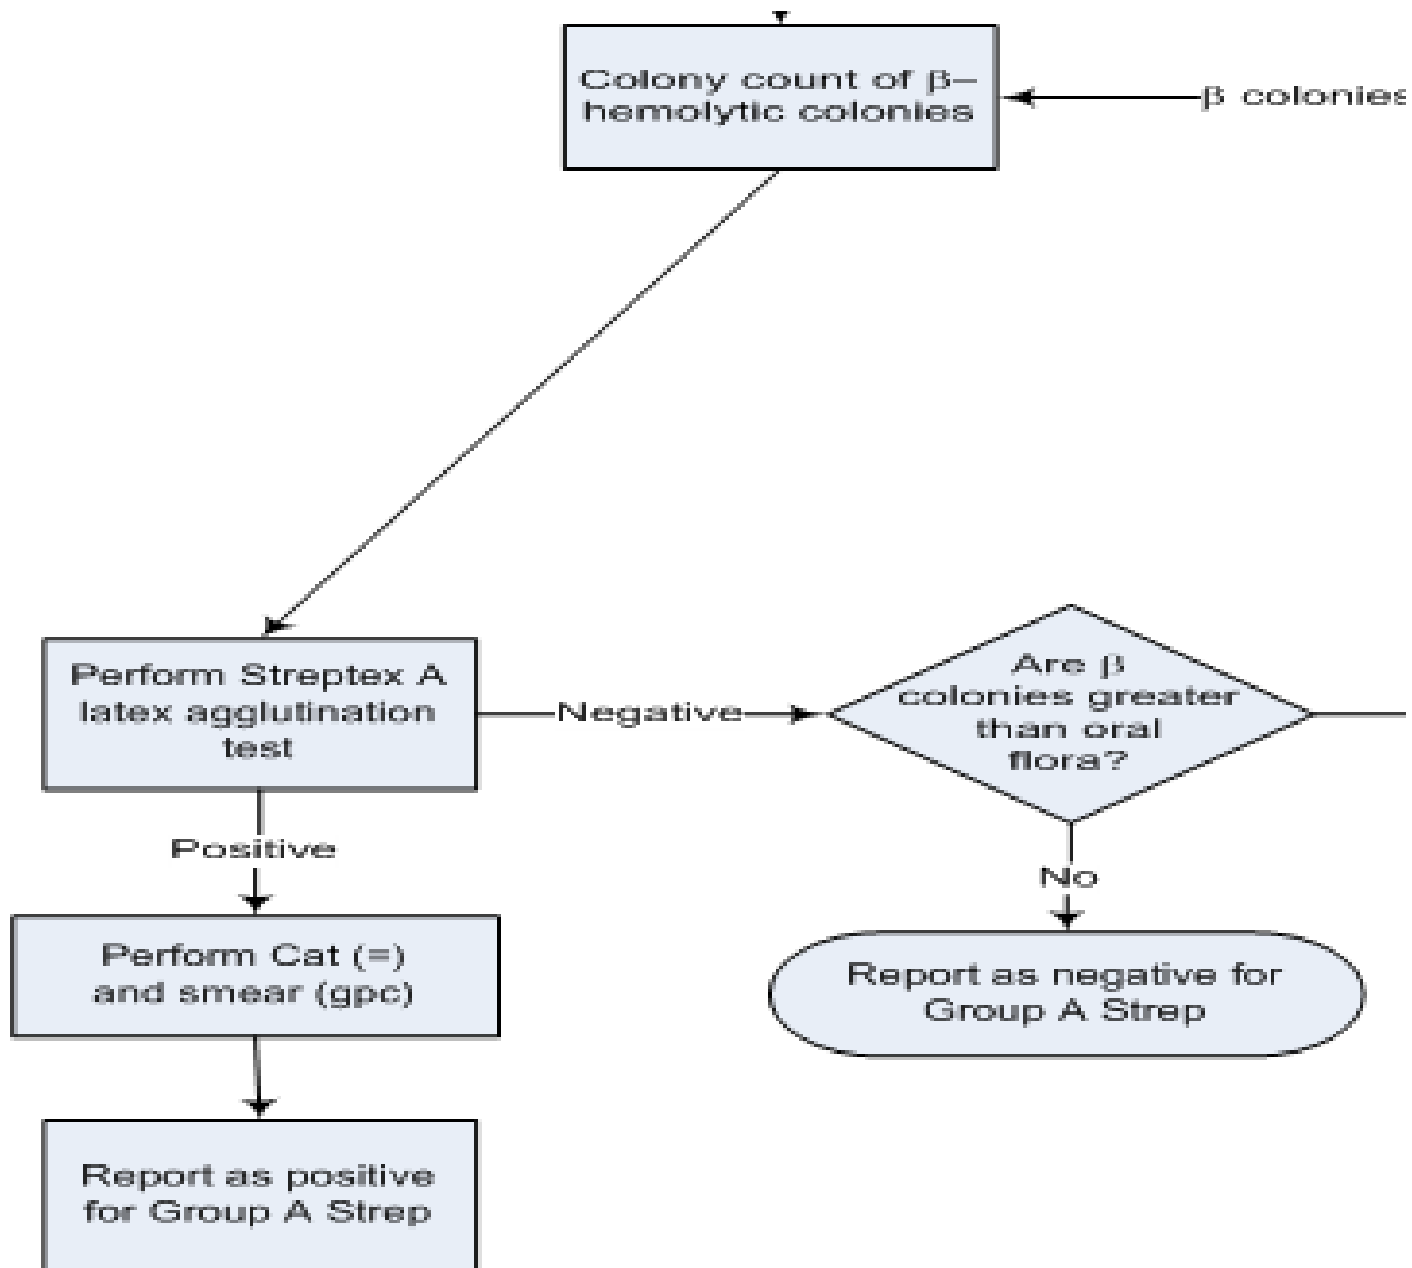 Colony count of β–
hemolytic colonies
β colonies
Perform Streptex A
latex agglutination
test
Negative
Are β
colonies greater
than oral
flora?
Positive
No
Perform Cat (=)
and smear (gpc)
Report as negative for
Group A Strep
Report as positive
for Group A Strep